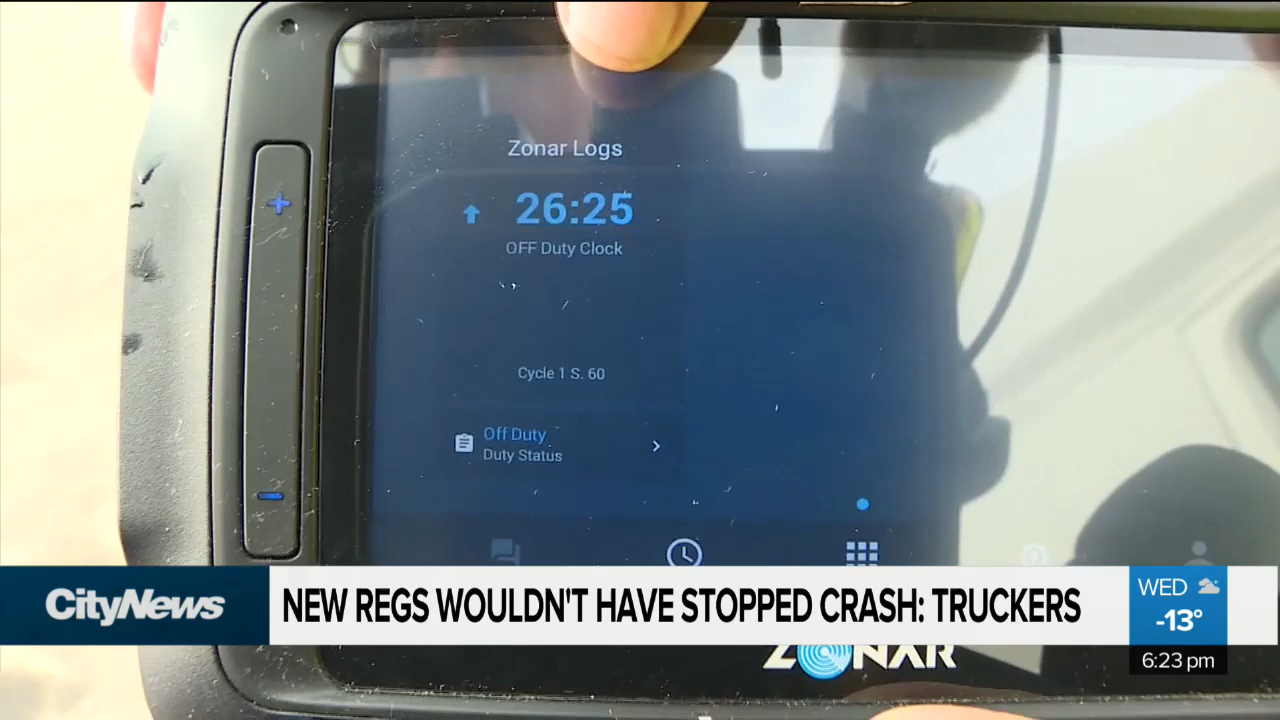 Zonar Logs
26:25
OFF Duty Clock
Cycle 1 S. 60
Off Duty
Duty Status
+
-
CityNews
NEW REGS WOULDN'T HAVE STOPPED CRASH: TRUCKERS
WED
-13°
6:23 pm
ZONAR